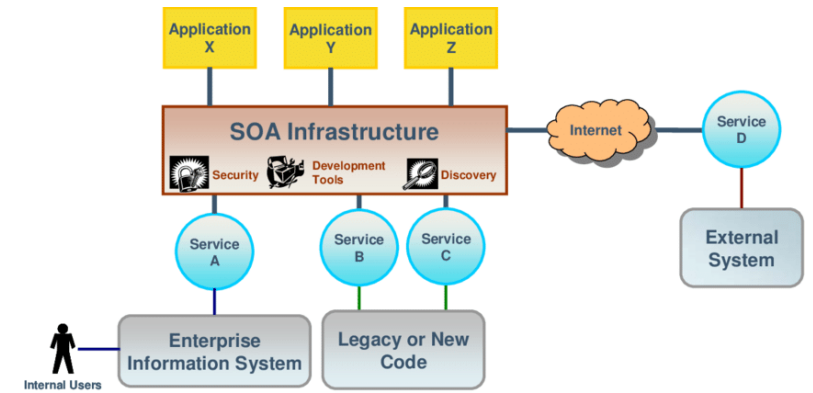 Application
X
Application
Y
Application
Z
SOA Infrastructure
Security
Development
Tools
Discovery
Internet
Service
D
Service
A
Service
B
Service
C
External
System
Enterprise
Information System
Legacy or New
Code
Internal Users